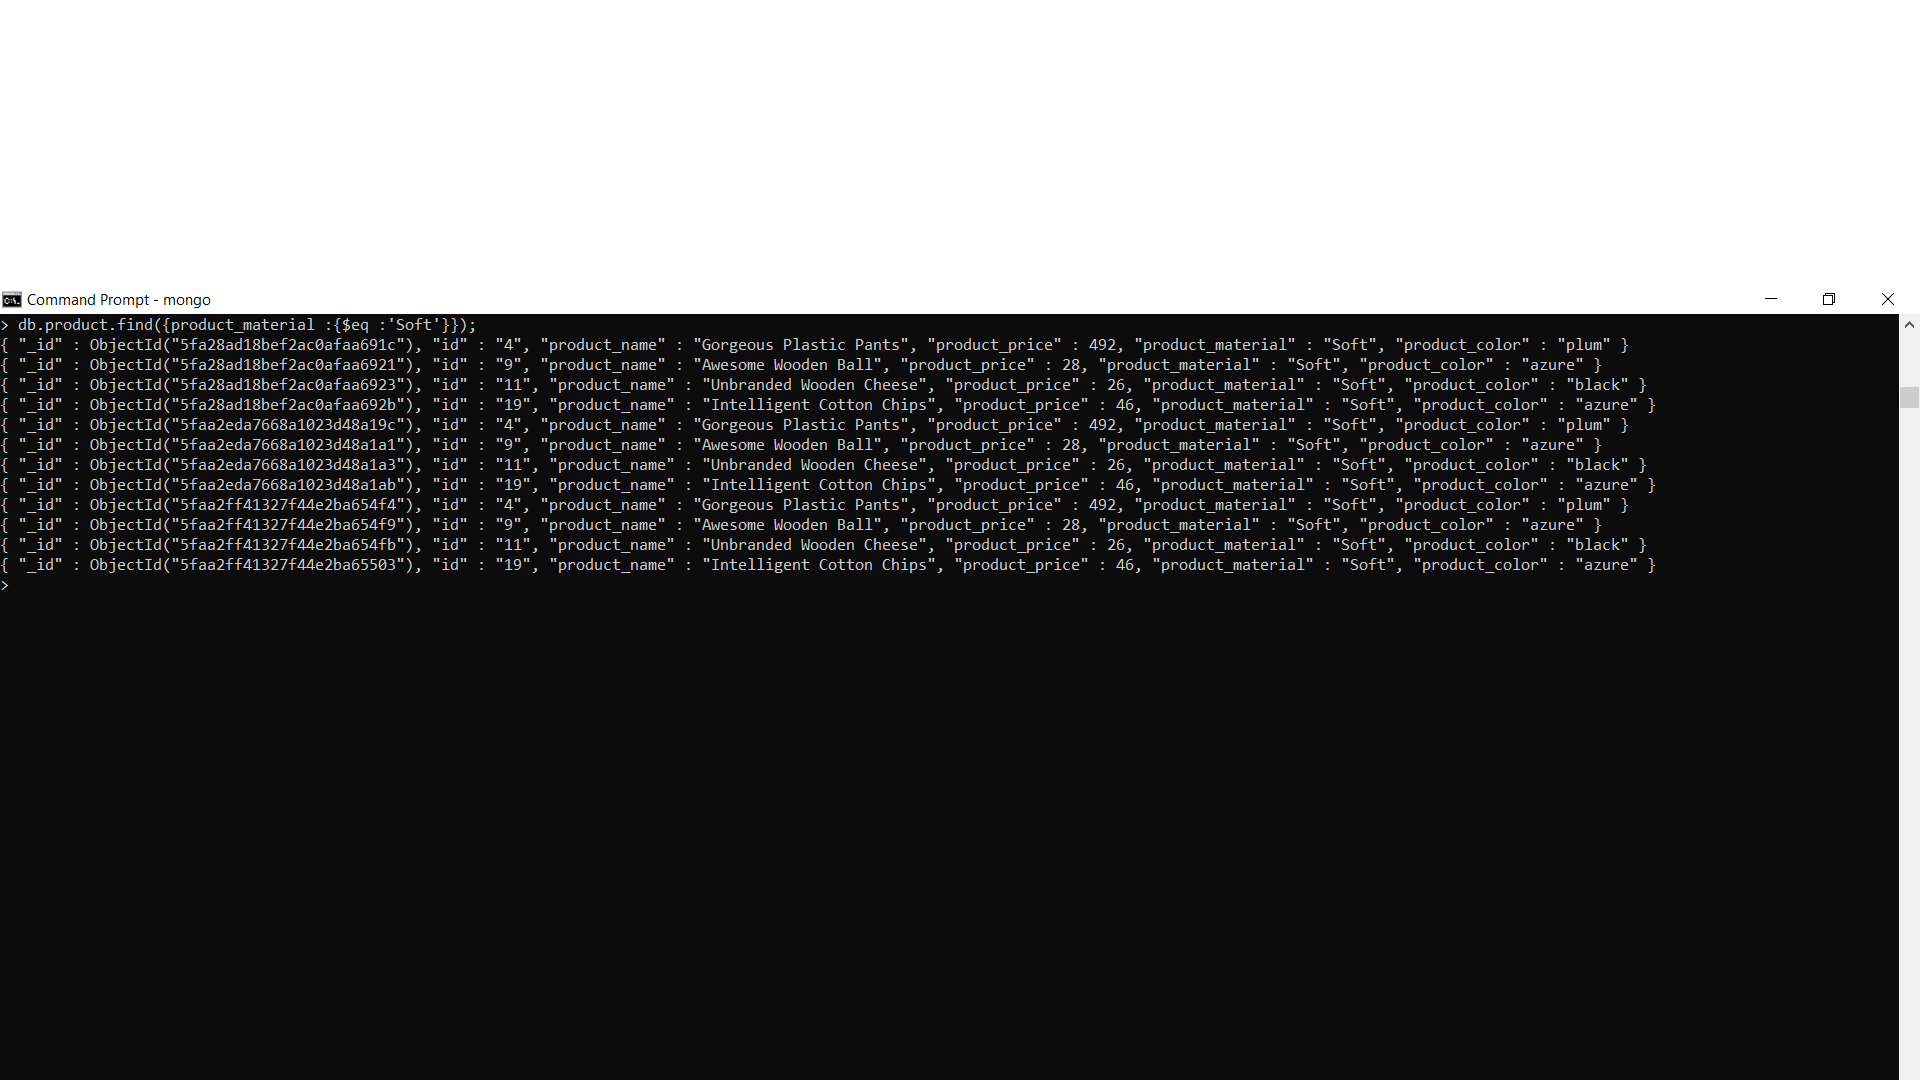 Command Prompt - mongo
> db.product.find({product_material :{$eq :'Soft'}});
{ "_id" : ObjectId("5fa28ad18bef2ac0afaa691c"), "id" : "4", "product_name" : "Gorgeous Plastic Pants", "product_price" : 492, "product_material" : "Soft", "product_color" : "plum" }
{ "_id" : ObjectId("5fa28ad18bef2ac0afaa6921"), "id" : "9", "product_name" : "Awesome Wooden Ball", "product_price" : 28, "product_material" : "Soft", "product_color" : "azure" }
{ "_id" : ObjectId("5fa28ad18bef2ac0afaa6923"), "id" : "11", "product_name" : "Unbranded Wooden Cheese", "product_price" : 26, "product_material" : "Soft", "product_color" : "black" }
{ "_id" : ObjectId("5fa28ad18bef2ac0afaa692b"), "id" : "19", "product_name" : "Intelligent Cotton Chips", "product_price" : 46, "product_material" : "Soft", "product_color" : "azure" }
{ "_id" : ObjectId("5faa2eda7668a1023d48a19c"), "id" : "4", "product_name" : "Gorgeous Plastic Pants", "product_price" : 492, "product_material" : "Soft", "product_color" : "plum" }
{ "_id" : ObjectId("5faa2eda7668a1023d48a1a1"), "id" : "9", "product_name" : "Awesome Wooden Ball", "product_price" : 28, "product_material" : "Soft", "product_color" : "azure" }
{ "_id" : ObjectId("5faa2eda7668a1023d48a1a3"), "id" : "11", "product_name" : "Unbranded Wooden Cheese", "product_price" : 26, "product_material" : "Soft", "product_color" : "black" }
{ "_id" : ObjectId("5faa2eda7668a1023d48a1ab"), "id" : "19", "product_name" : "Intelligent Cotton Chips", "product_price" : 46, "product_material" : "Soft", "product_color" : "azure" }
{ "_id" : ObjectId("5faa2ff41327f44e2ba654f4"), "id" : "4", "product_name" : "Gorgeous Plastic Pants", "product_price" : 492, "product_material" : "Soft", "product_color" : "plum" }
{ "_id" : ObjectId("5faa2ff41327f44e2ba654f9"), "id" : "9", "product_name" : "Awesome Wooden Ball", "product_price" : 28, "product_material" : "Soft", "product_color" : "azure" }
{ "_id" : ObjectId("5faa2ff41327f44e2ba654fb"), "id" : "11", "product_name" : "Unbranded Wooden Cheese", "product_price" : 26, "product_material" : "Soft", "product_color" : "black" }
{ "_id" : ObjectId("5faa2ff41327f44e2ba65503"), "id" : "19", "product_name" : "Intelligent Cotton Chips", "product_price" : 46, "product_material" : "Soft", "product_color" : "azure" }
>